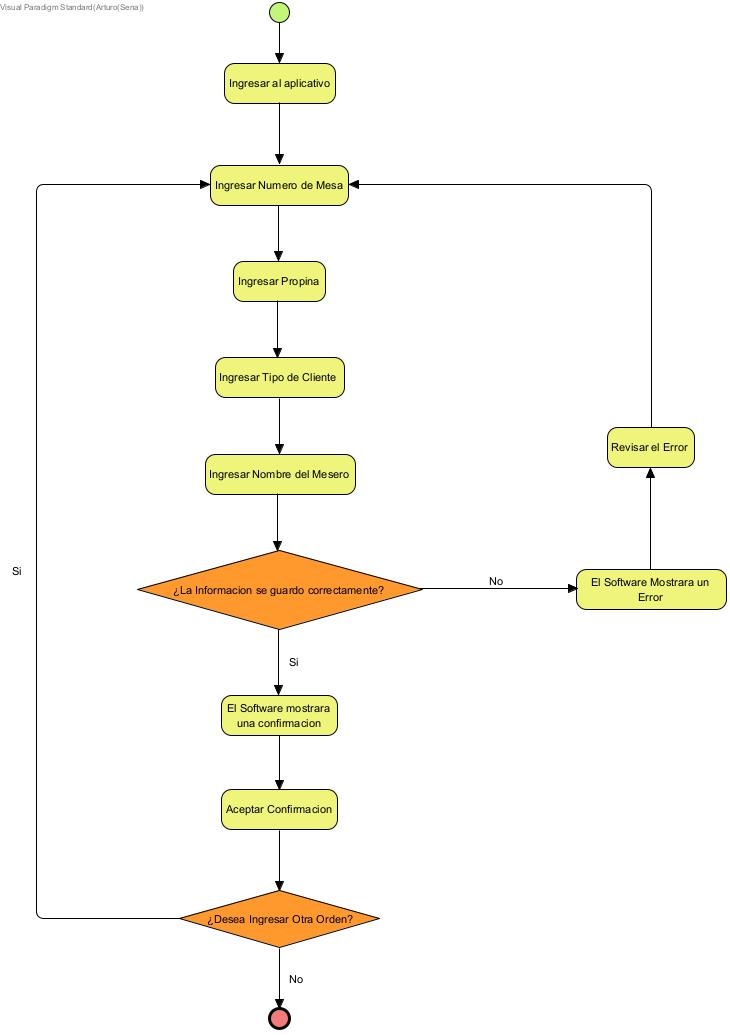 Visual Paradigm Standard(Arturo(Sena))
Ingresar al aplicativo
Ingresar Numero de Mesa
Ingresar Propina
Ingresar Tipo de Cliente
Revisar el Error
Ingresar Nombre del Mesero
Si
¿La Informacion se guardo correctamente?
No
El Software Mostrara un
Error
Si
El Software mostrara
una confirmacion
Aceptar Confirmacion
¿Desea Ingresar Otra Orden?
No